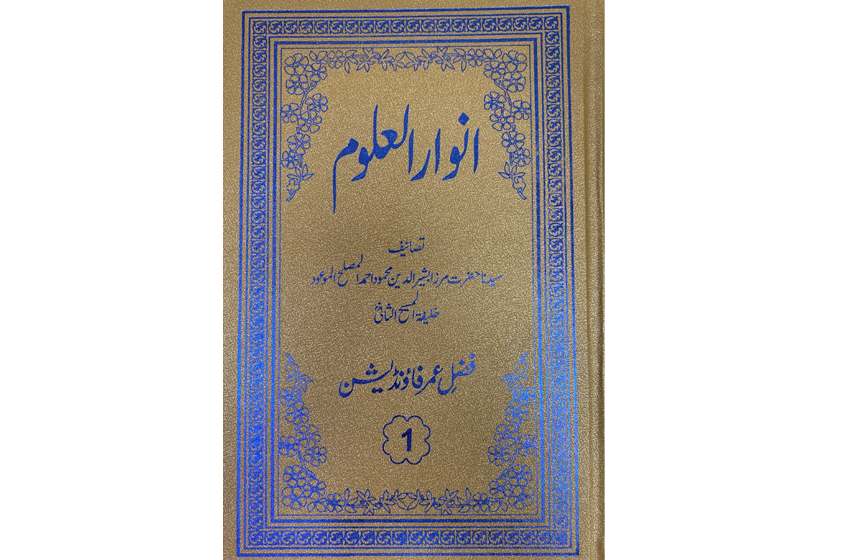 انوار العلوم
تصانیف
سیدنا حضرت مرزا بشیر الدین محمود احمد المصلح الموعود
خلیفۃ المسیح الثانیؓ
فضلِ عمر فاؤنڈیشن
1